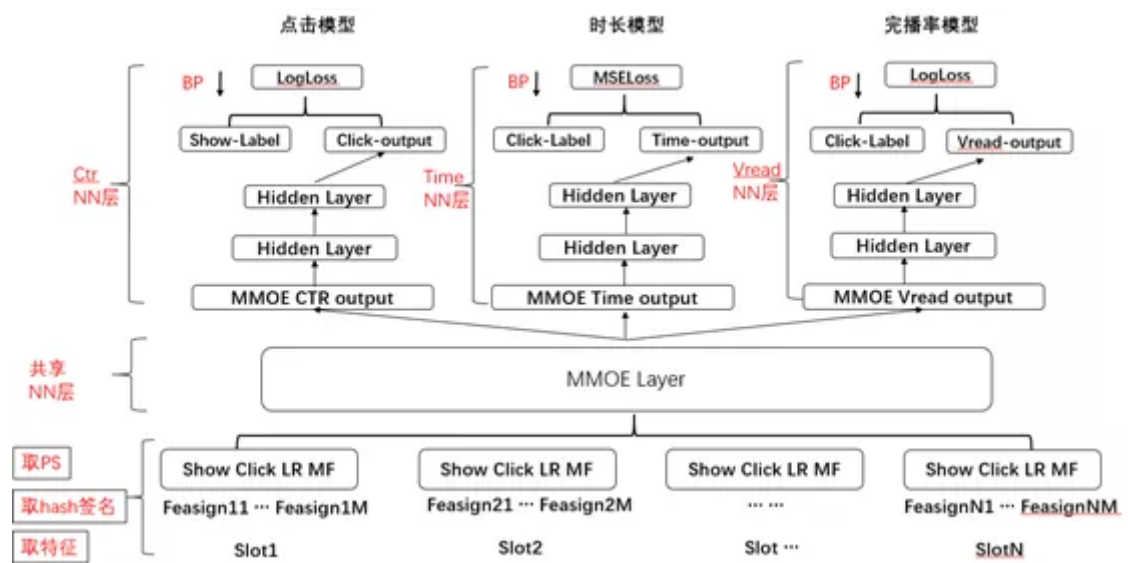 点击模型 时长模型 完播率模型
BP LogLoss BP MSELoss BP LogLoss
Show-Label Click-output Click-Label Time-output Click-Label Vread-output
Ctr
NN层
Time
NN层
Vread
NN层
Hidden Layer Hidden Layer Hidden Layer
Hidden Layer Hidden Layer Hidden Layer
MMOE CTR output MMOE Time output MMOE Vread output
共享
NN层
MMOE Layer
取PS Show Click LR MF Show Click LR MF Show Click LR MF Show Click LR MF
取hash签名 Feasign11 ··· Feasign1M Feasign21 ··· Feasign2M ··· ··· FeasignN1 ··· FeasignNM
取特征 Slot1 Slot2 Slot ··· SlotN